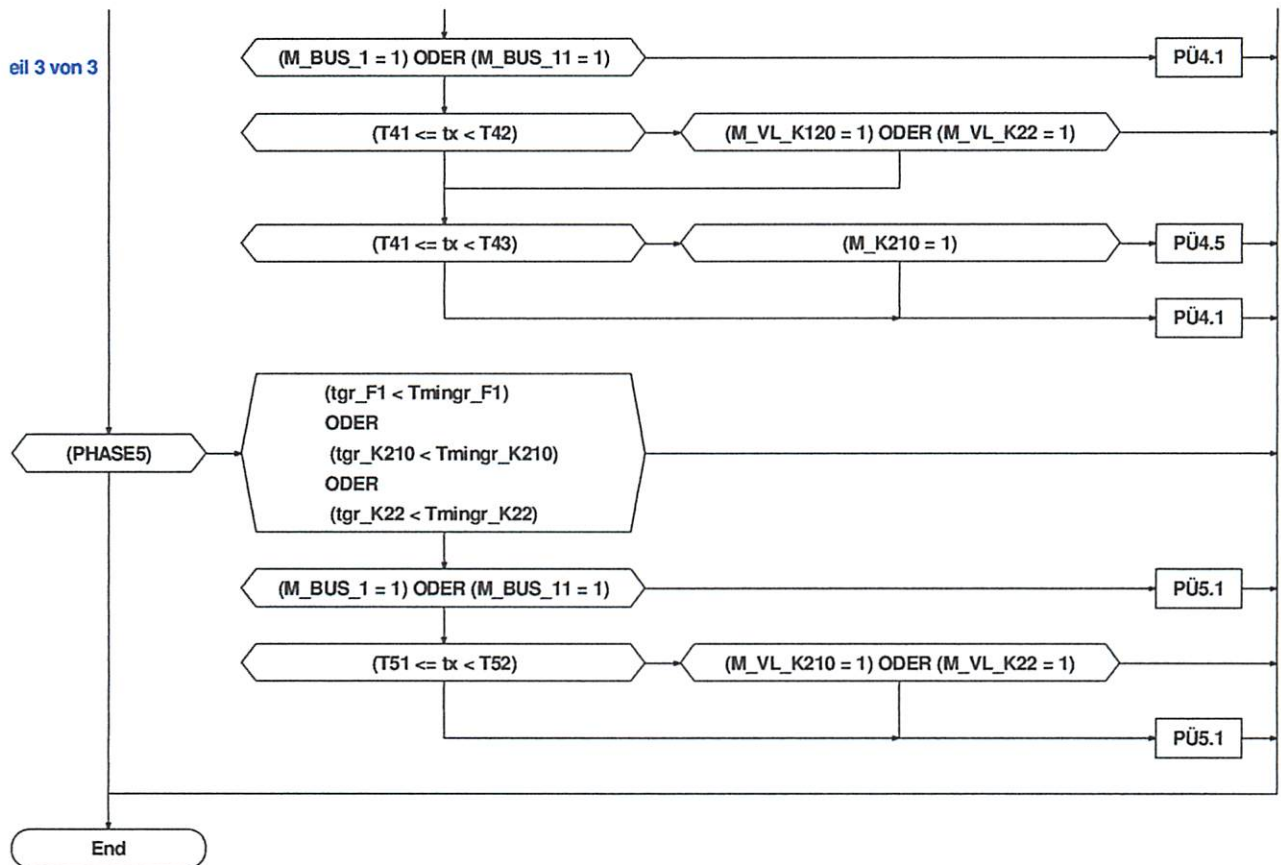 eil 3 von 3
(M_BUS_1 = 1) ODER (M_BUS_11 = 1)
PÜ4.1
(T41 <= tx < T42)
(M_VL_K120 = 1) ODER (M_VL_K22 = 1)
(T41 <= tx < T43)
(M_K210 = 1)
PÜ4.5
PÜ4.1
(PHASE5)
(tgr_F1 < Tmingr_F1)
ODER
(tgr_K210 < Tmingr_K210)
ODER
(tgr_K22 < Tmingr_K22)
(M_BUS_1 = 1) ODER (M_BUS_11 = 1)
PÜ5.1
(T51 <= tx < T52)
(M_VL_K210 = 1) ODER (M_VL_K22 = 1)
PÜ5.1
End